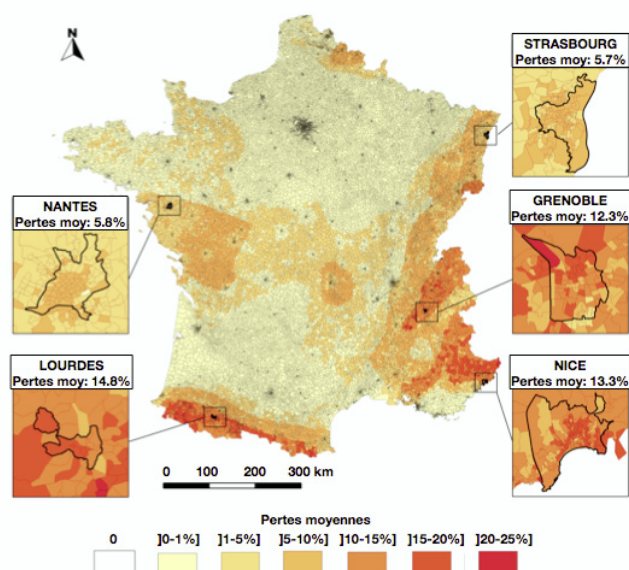 N
STRASBOURG
Pertes moy: 5.7%
NANTES
Pertes moy: 5.8%
GRENOBLE
Pertes moy: 12.3%
LOURDES
Pertes moy: 14.8%
NICE
Pertes moy: 13.3%
0 100 200 300 km
Pertes moyennes
0 ]0-1%] ]1-5%] ]5-10%] ]10-15%] ]15-20%] ]20-25%]